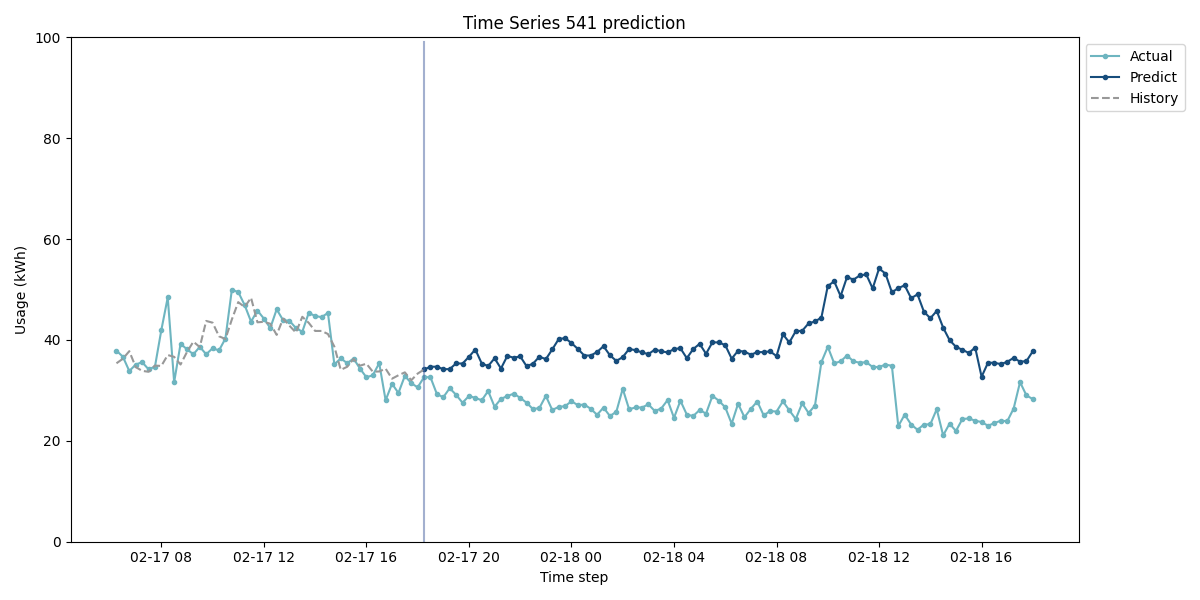 Time Series 541 prediction
Usage (kWh)
100
80
60
40
20
0
02-17 08
02-17 12
02-17 16
02-17 20
02-18 00
02-18 04
02-18 08
02-18 12
02-18 16
Time step
Actual
Predict
History